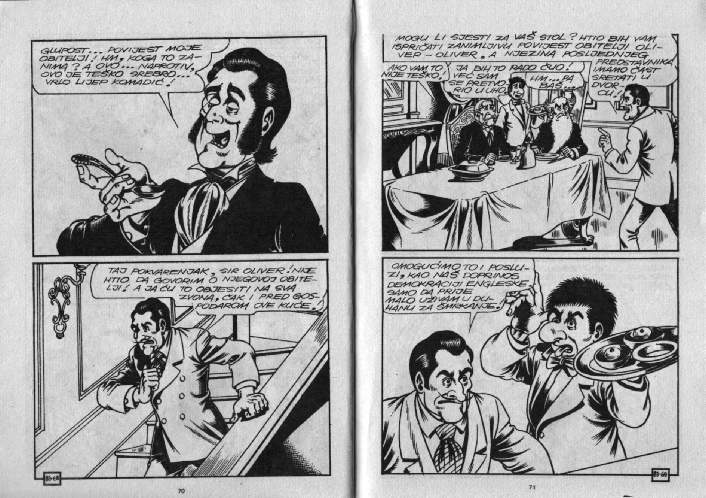 GLUPOST... POVIJEST MOJE
OBITELJI! HM, KOGA TO ZA-
NIMA? A OVO... NAPROTIV,
OVO JE TEŠKO SREBRO...
VRLO LIJEP KOMADIĆ!
TAJ POKVARENJAK, SIR OLIVER! NIJE
HTIO DA GOVORIM O NJEGOVOJ OBITE-
LJI! A JA ĆU TO OBJESITI NA SVA
ZVONA, ČAK I PRED GOS-
PODAROM OVE KUĆE!
70
MOGU LI SJESTI ZA VAŠ STOL? HTIO BIH VAM
ISPRIČATI ZANIMLJIVU POVIJEST OBITELJI OLI-
VER-OLIVER. A NJEZINA POSLJEDNJEG
PREDSTAVNIKA
IMAMO ČAST
SRETATI U
DVOR-
CU!
AKO VAM TO
NIJE TEŠKO!
JA BIH TO RADO ČUO!
VEĆ SAM
SE PRETVO-
RIO U UHO!
HM... PA
BAŠ...
OMOGUĆIMO TO I POSLU-
ZI, KAO NAŠ DOPRINOS
DEMOKRACIJI ENGLESKE.
SAMO DA PRIJE
MALO UŽIVAM U DU-
HANU ZA ŠMRKANJE!
71